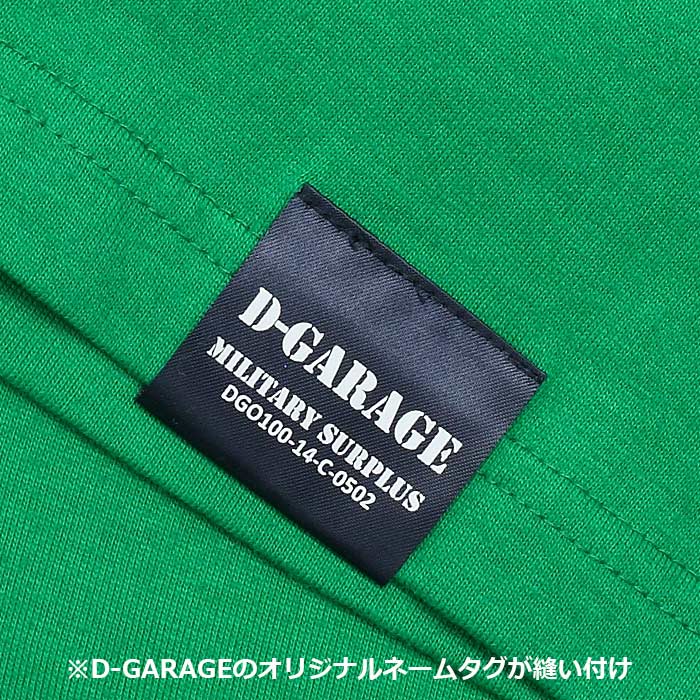 D-GARAGE
MILITARY SURPLUS
DGO100-14-C-0502
※D-GARAGEのオリジナルネームタグが縫い付け